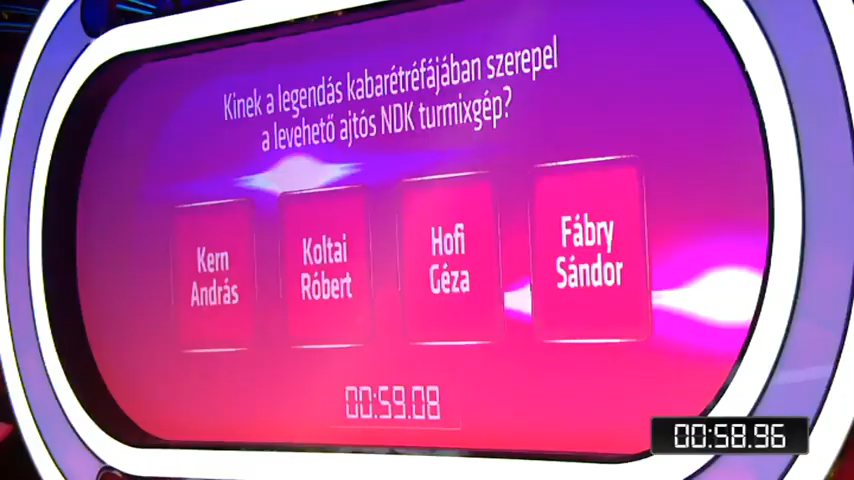 Kinek a legendás kabarétréfájában szerepel
a levehető ajtós NDK turmixgép?
Kern
András
Koltai
Róbert
Hofi
Géza
Fábry
Sándor
00:59.08
00:58.96